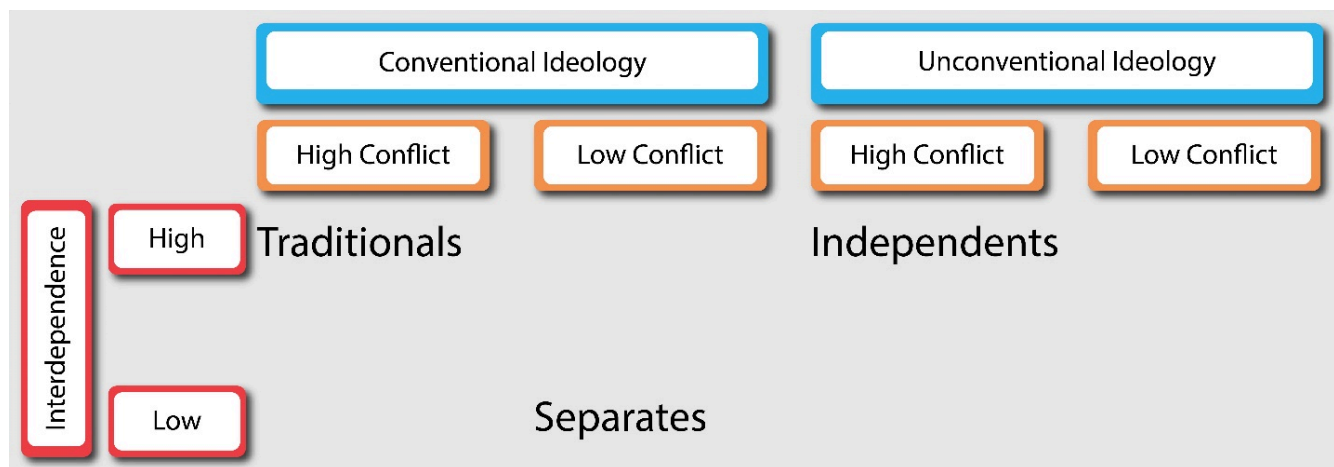 Conventional Ideology
Unconventional Ideology
High Conflict
Low Conflict
High Conflict
Low Conflict
Interdependence
High
Traditionals
Independents
Low
Separates